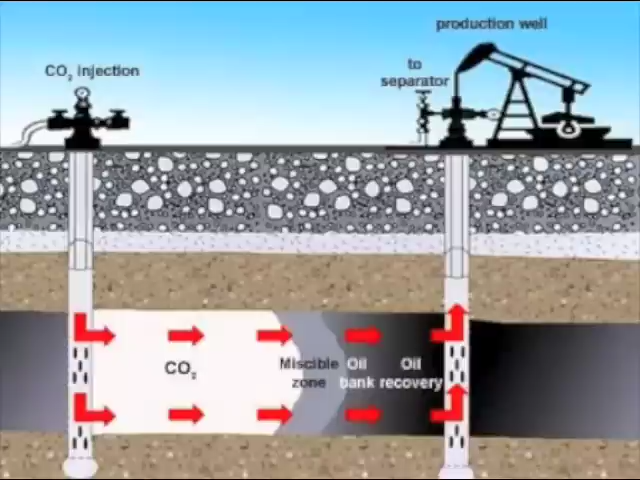 production well
CO₂ injection
to
separator
CO₂
Miscible Oil Oil
zone bank recovery